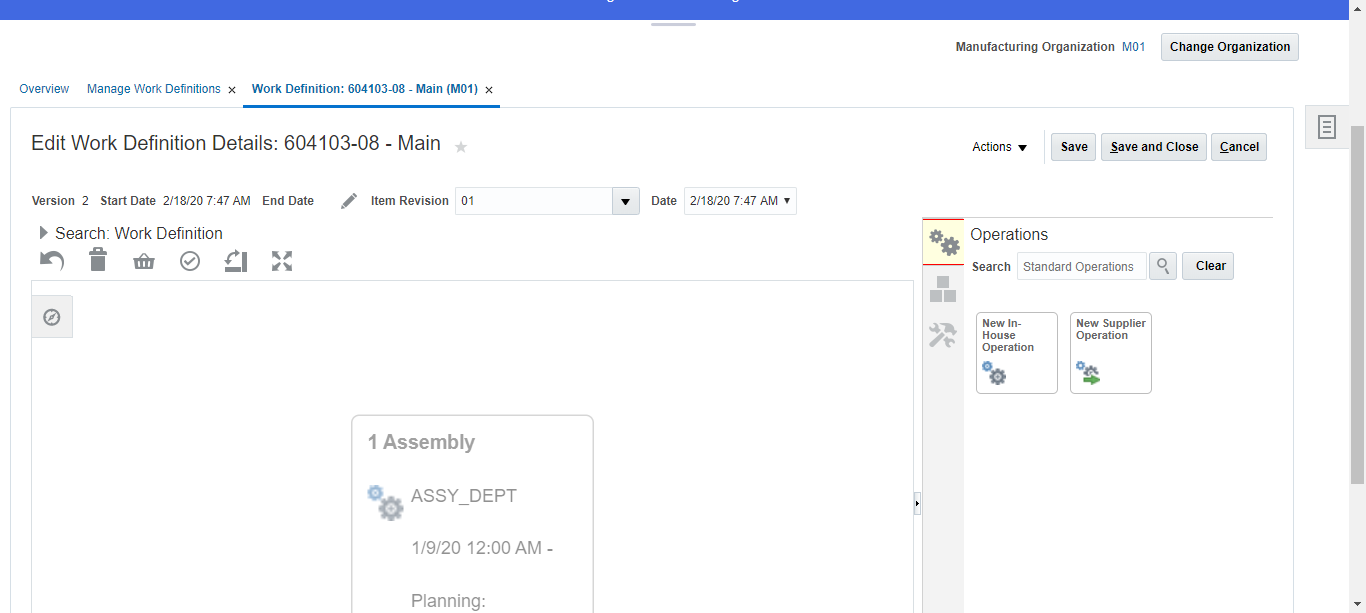 Manufacturing Organization M01 Change Organization
Overview Manage Work Definitions × Work Definition: 604103-08 - Main (M01) ×
Edit Work Definition Details: 604103-08 - Main
Actions Save Save and Close Cancel
Version 2 Start Date 2/18/20 7:47 AM End Date Item Revision 01 Date 2/18/20 7:47 AM
Search: Work Definition
Operations
Search Standard Operations Clear
New In-
House
Operation
New Supplier
Operation
1 Assembly
ASSY_DEPT
1/9/20 12:00 AM -
Planning: